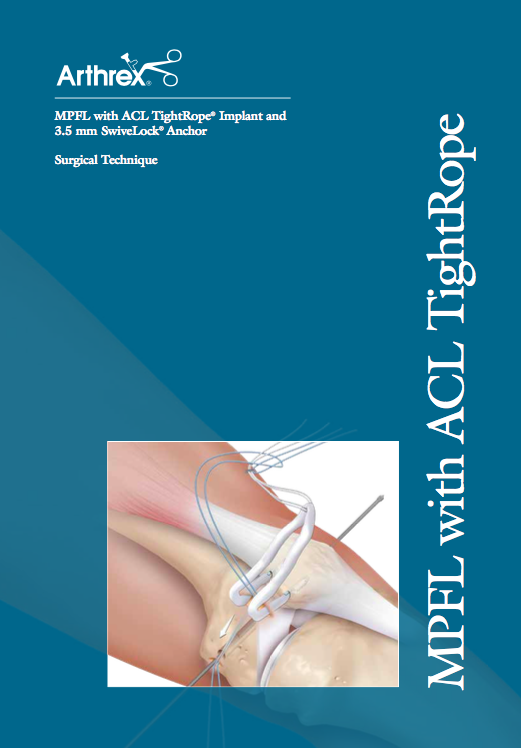 Arthrex®
MPFL with ACL TightRope® Implant and
3.5 mm SwiveLock® Anchor
Surgical Technique
MPFL with ACL TightRope